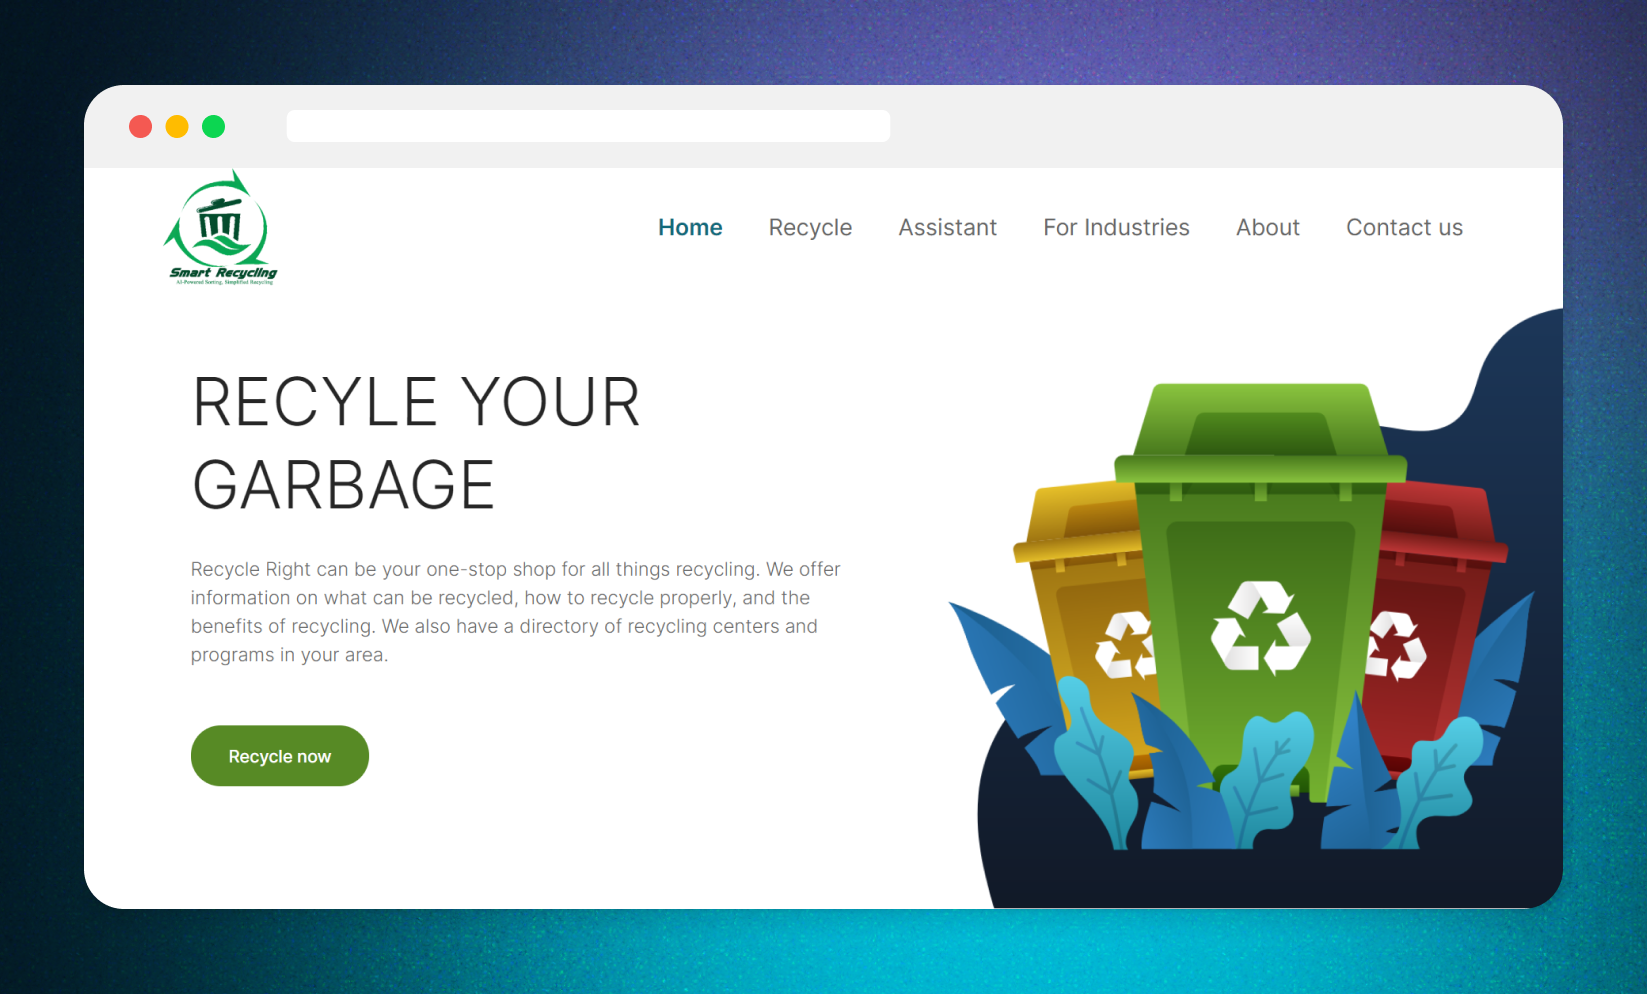 Smart Recycling
AI-Powered Sorting, Simplified Recycling
Home Recycle Assistant For Industries About Contact us
RECYLE YOUR
GARBAGE
Recycle Right can be your one-stop shop for all things recycling. We offer
information on what can be recycled, how to recycle properly, and the
benefits of recycling. We also have a directory of recycling centers and
programs in your area.
Recycle now